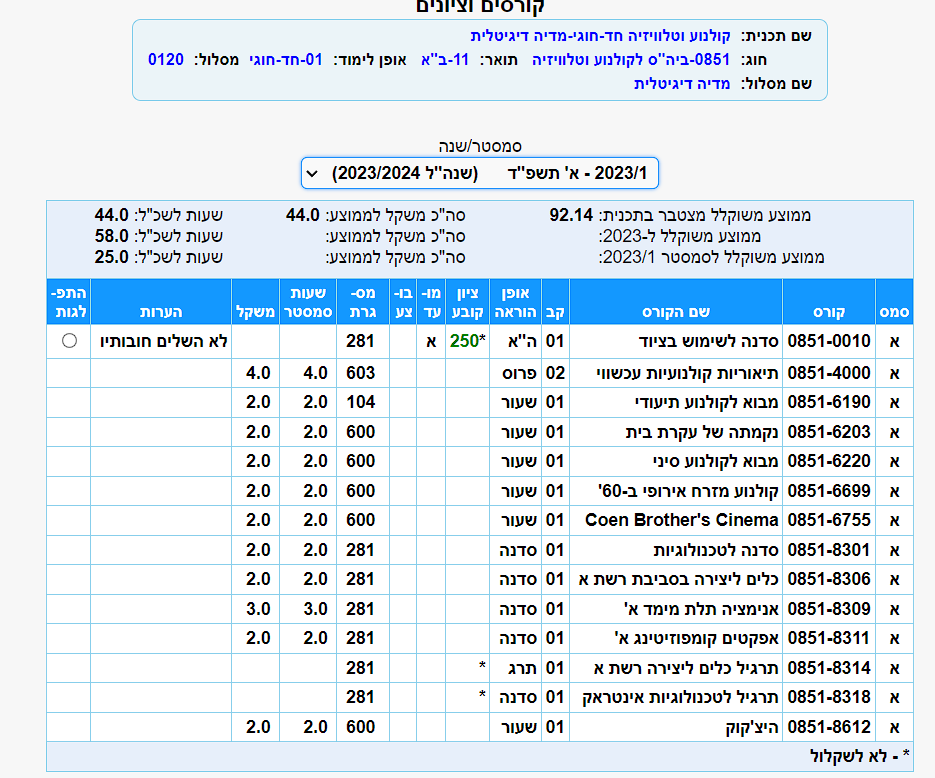 קורסים וציונים
שם תכנית: קולנוע וטלוויזיה חד-חוגי-מדיה דיגיטלית
חוג: 0851-ביה"ס לקולנוע וטלוויזיה תואר: 11-ב"א אופן לימוד: 01-חד-חוגי מסלול: 0120
שם מסלול: מדיה דיגיטלית
סמסטר/שנה
2023/1 - א' תשפ"ד (שנה"ל 2023/2024)
ממוצע משוקלל מצטבר בתכנית: 92.14 סה"כ משקל לממוצע: 44.0 שעות לשכ"ל: 44.0
ממוצע משוקלל ל-2023: סה"כ משקל לממוצע: שעות לשכ"ל: 58.0
ממוצע משוקלל לסמסטר 2023/1: סה"כ משקל לממוצע: שעות לשכ"ל: 25.0
סמס קורס שם הקורס קב אופן הוראה ציון קובע מו-עד בו-צע מס-גרת שעות סמסטר משקל הערות התפ-לגות
א 0851-0010 סדנה לשימוש בציוד 01 ה"א *250 א 281 לא השלים חובותיו
א 0851-4000 תיאוריות קולנועיות עכשווי 02 פרוס 603 4.0 4.0
א 0851-6190 מבוא לקולנוע תיעודי 01 שעור 104 2.0 2.0
א 0851-6203 נקמתה של עקרת בית 01 שעור 600 2.0 2.0
א 0851-6220 מבוא לקולנוע סיני 01 שעור 600 2.0 2.0
א 0851-6699 קולנוע מזרח אירופי ב-60' 01 שעור 600 2.0 2.0
א 0851-6755 Coen Brother's Cinema 01 שעור 600 2.0 2.0
א 0851-8301 סדנה לטכנולוגיות 01 סדנה 281 2.0 2.0
א 0851-8306 כלים ליצירה בסביבת רשת א 01 סדנה 281 2.0 2.0
א 0851-8309 אנימציה תלת מימד א' 01 סדנה 281 3.0 3.0
א 0851-8311 אפקטים קומפוזיטינג א' 01 סדנה 281 2.0 2.0
א 0851-8314 תרגיל כלים ליצירה רשת א 01 תרג * 281
א 0851-8318 תרגיל לטכנולוגיות אינטראק 01 סדנה * 281
א 0851-8612 היצ'קוק 01 שעור 600 2.0 2.0
* - לא לשקלול